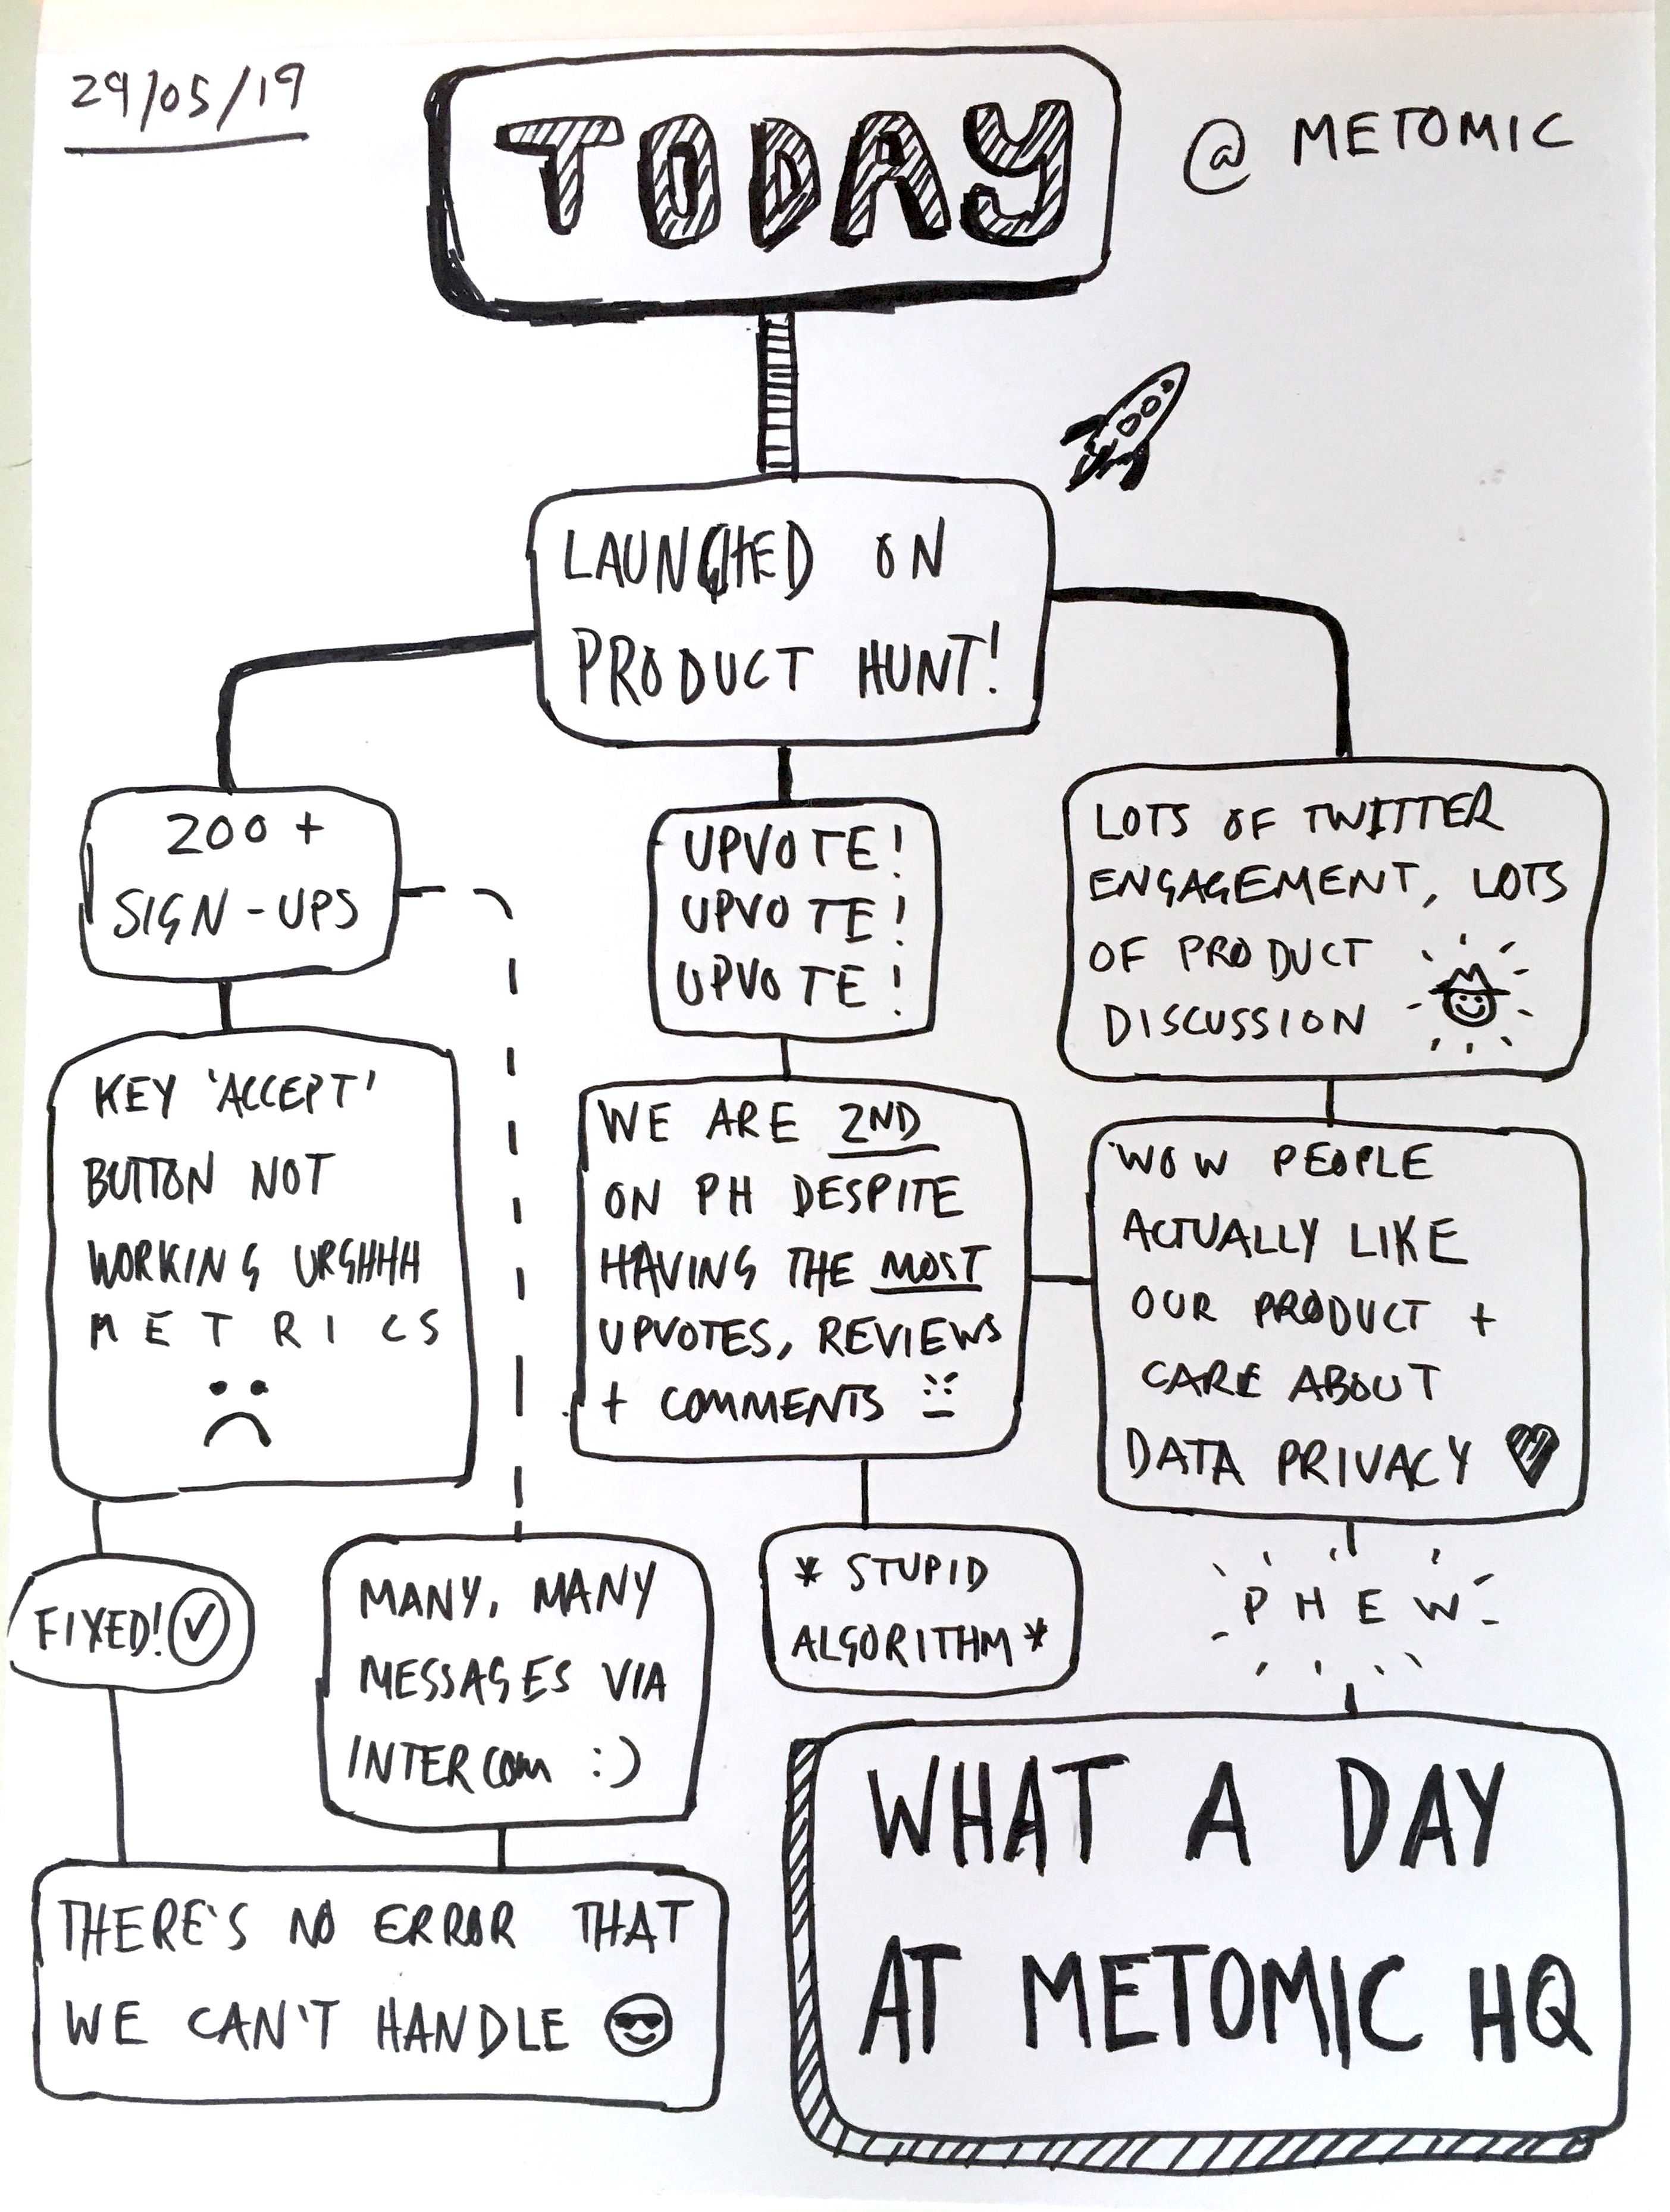 29/05/19
TODAY
@ METOMIC
LAUNCHED ON
PRODUCT HUNT!
200+
SIGN-UPS
UPVOTE!
UPVOTE!
UPVOTE!
LOTS OF TWITTER
ENGAGEMENT, LOTS
OF PRODUCT
DISCUSSION
KEY 'ACCEPT'
BUTTON NOT
WORKING URGHHH
METRICS
WE ARE 2ND
ON PH DESPITE
HAVING THE MOST
UPVOTES, REVIEWS
+ COMMENTS
WOW PEOPLE
ACTUALLY LIKE
OUR PRODUCT +
CARE ABOUT
DATA PRIVACY
FIXED!
MANY, MANY
MESSAGES VIA
INTERCOM :)
* STUPID
ALGORITHM *
PHEW
THERE'S NO ERROR THAT
WE CAN'T HANDLE
WHAT A DAY
AT METOMIC HQ